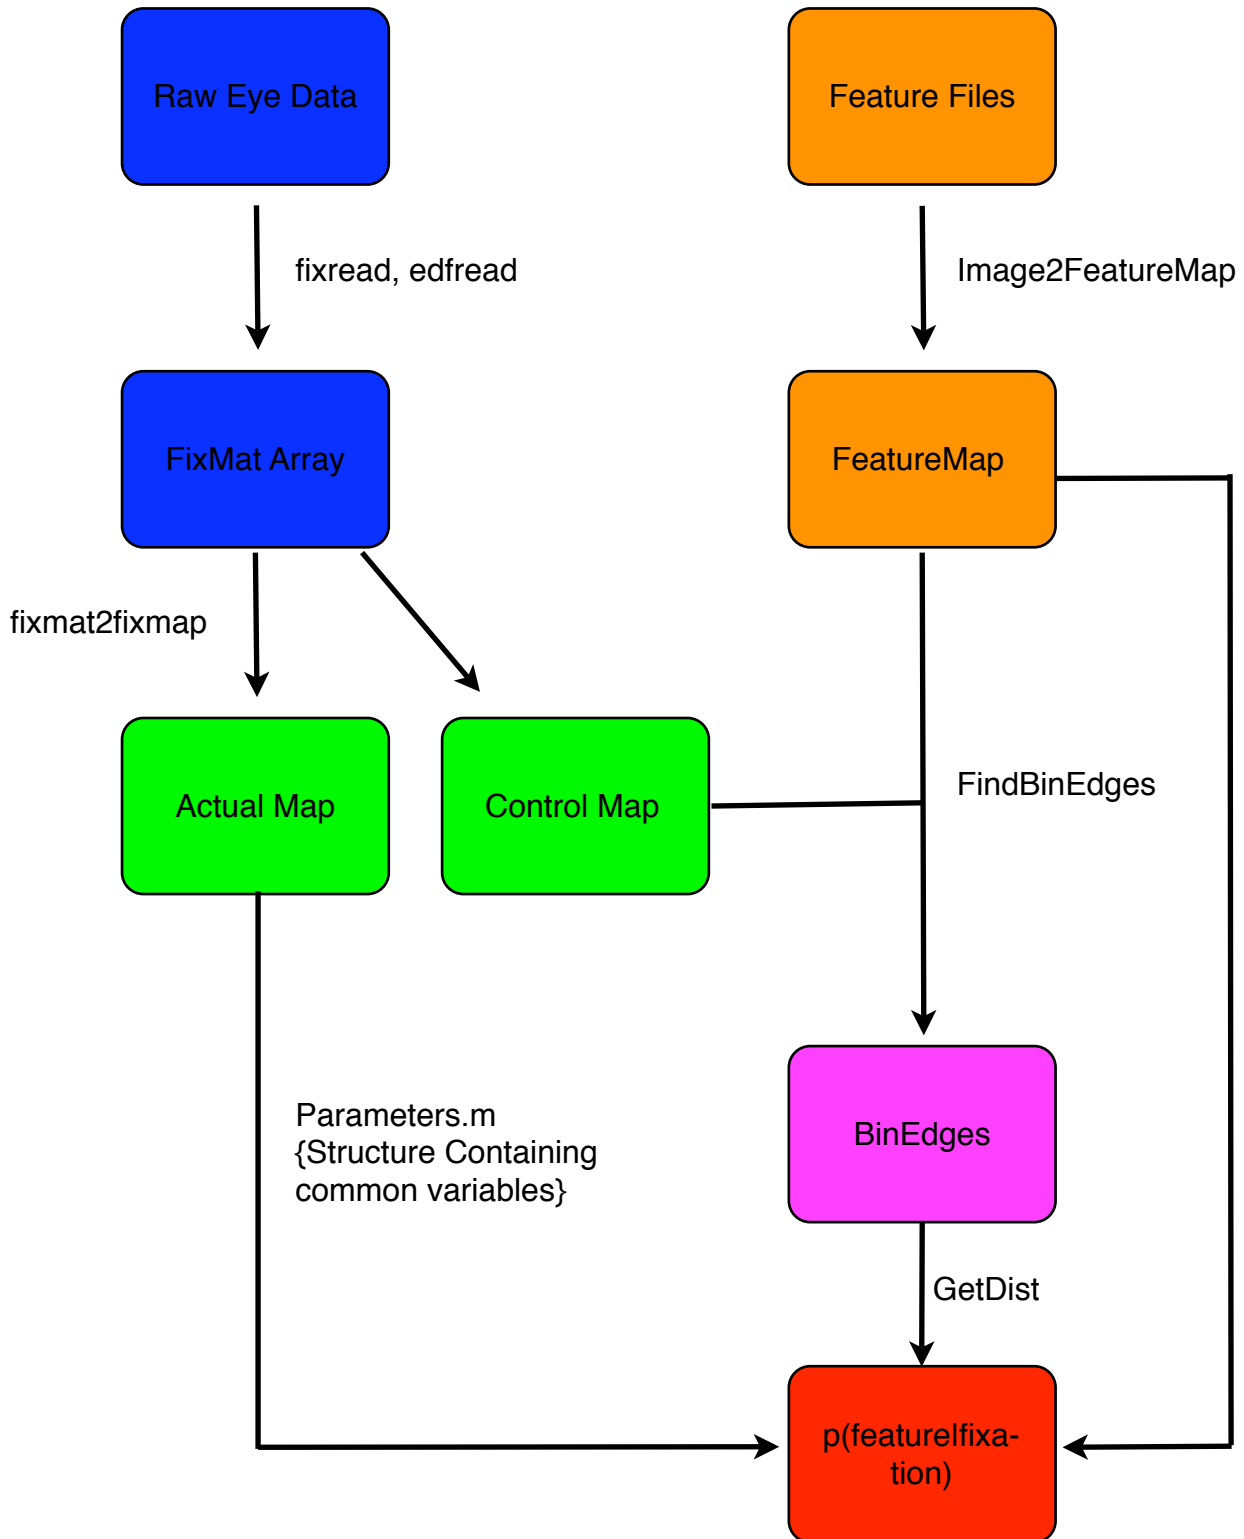 Raw Eye Data
Feature Files
fixread, edfread
Image2FeatureMap
FixMat Array
FeatureMap
fixmat2fixmap
Actual Map
Control Map
FindBinEdges
Parameters.m
{Structure Containing
common variables}
BinEdges
GetDist
p(feature|fixa-
tion)